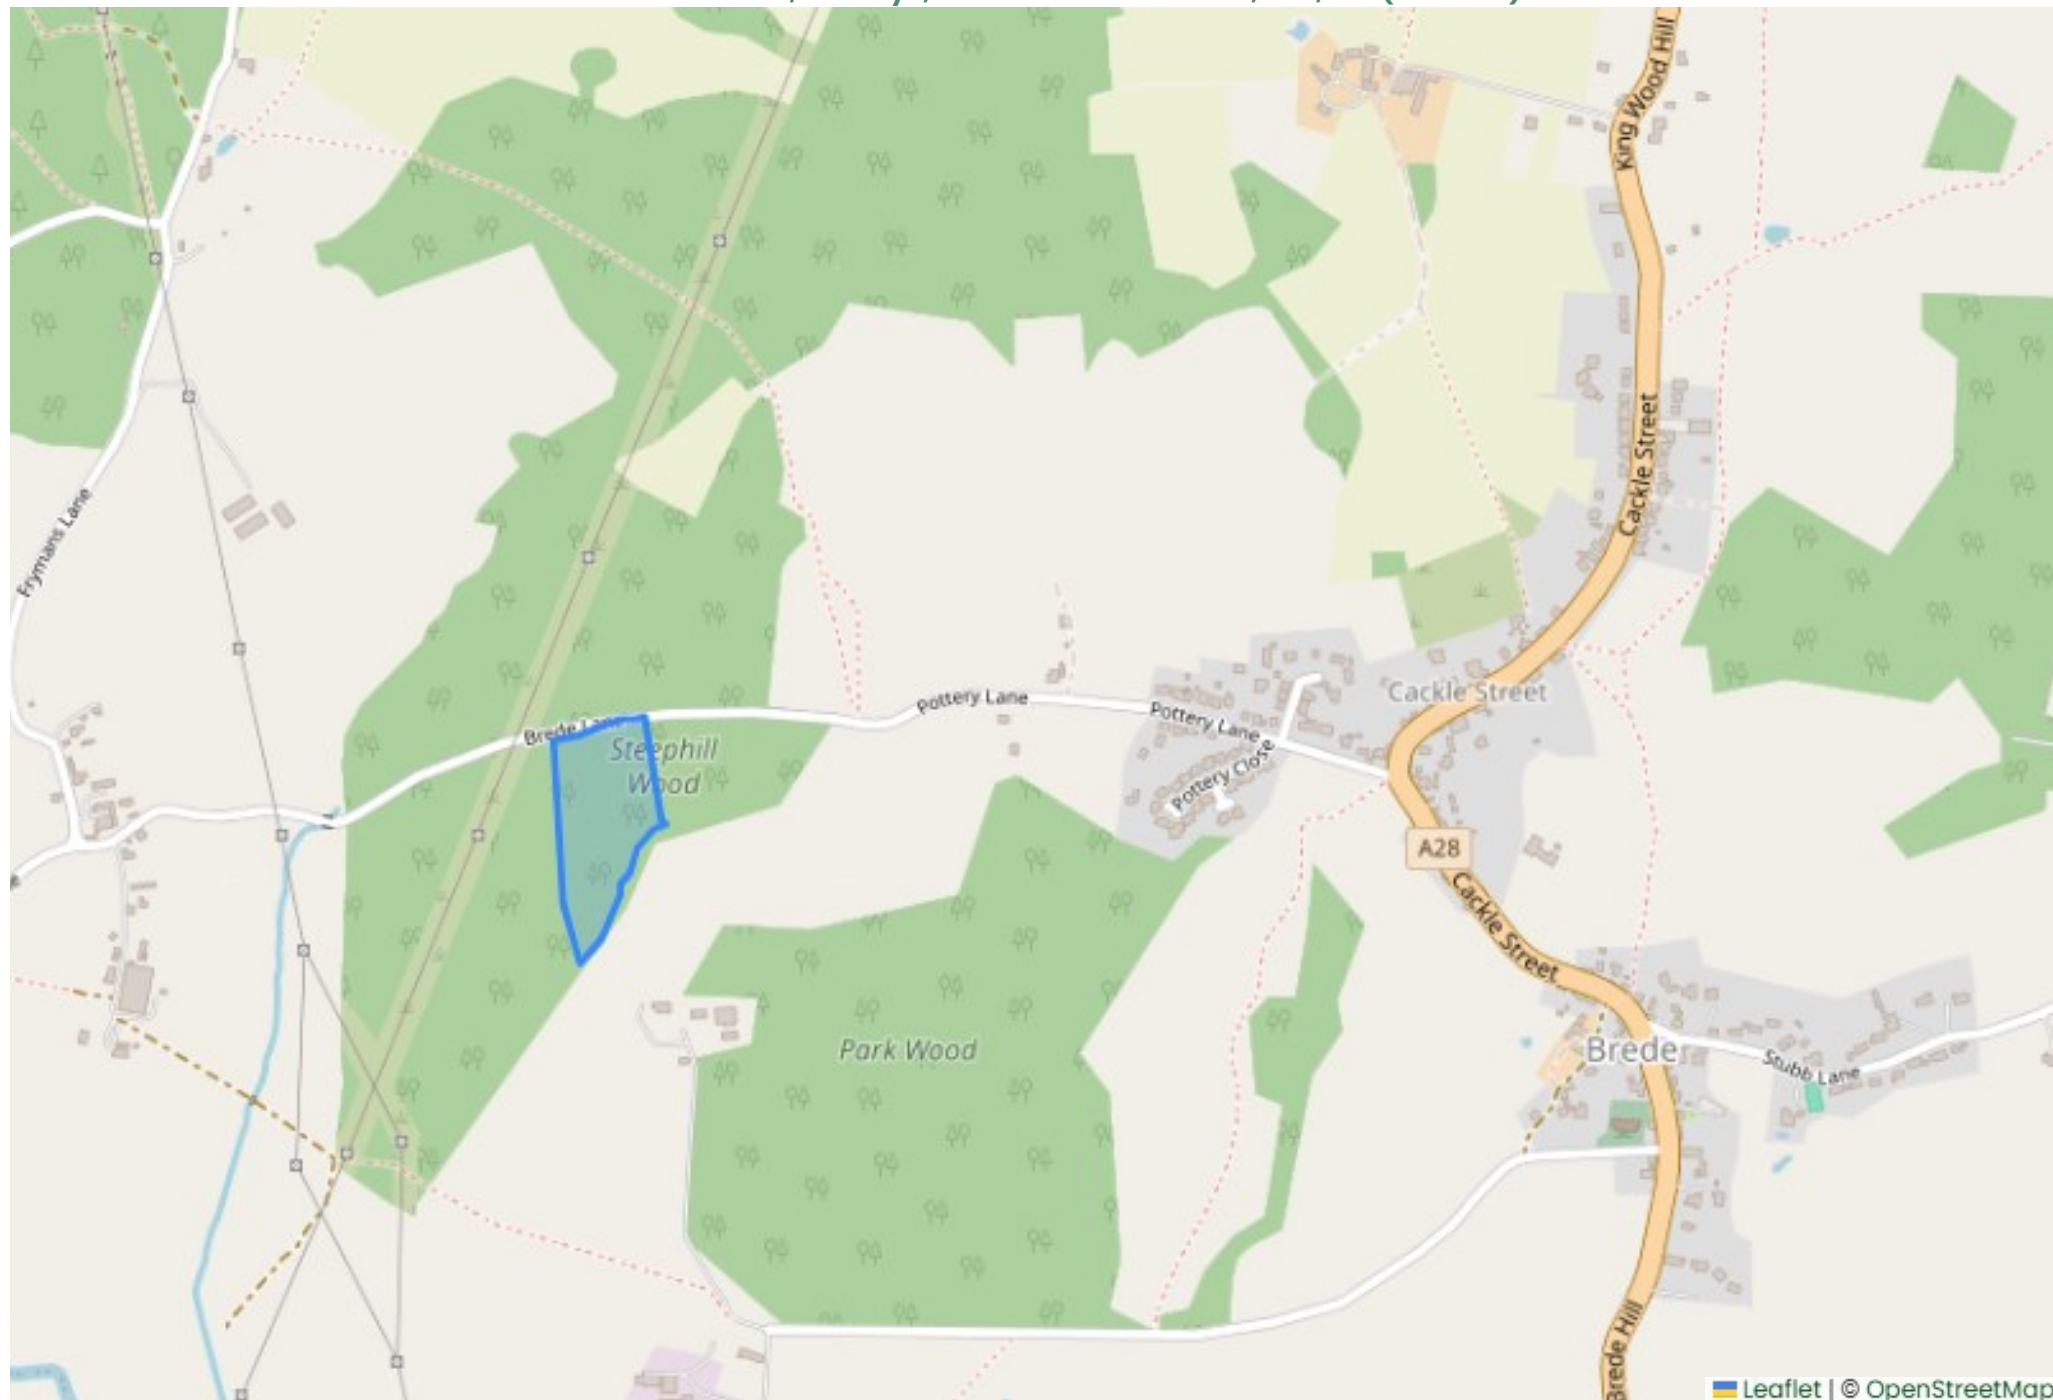 King Wood Hill
Cackle Street
Frymans Lane
Cackle Street
Pottery Lane
Pottery Lane
Brede Lane
Steephill
Wood
Pottery Close
A28
Cackle Street
Park Wood
Brede
Stubb Lane
Brede Hill
Leaflet | © OpenStreetMap